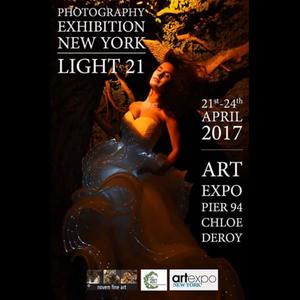 PHOTOGRAPHY
EXHIBITION
NEW YORK
LIGHT 21
21st-24th
APRIL
2017
ART
EXPO
PIER 94
CHLOE
DEROY
novem fine art
artexpo
NEW YORK